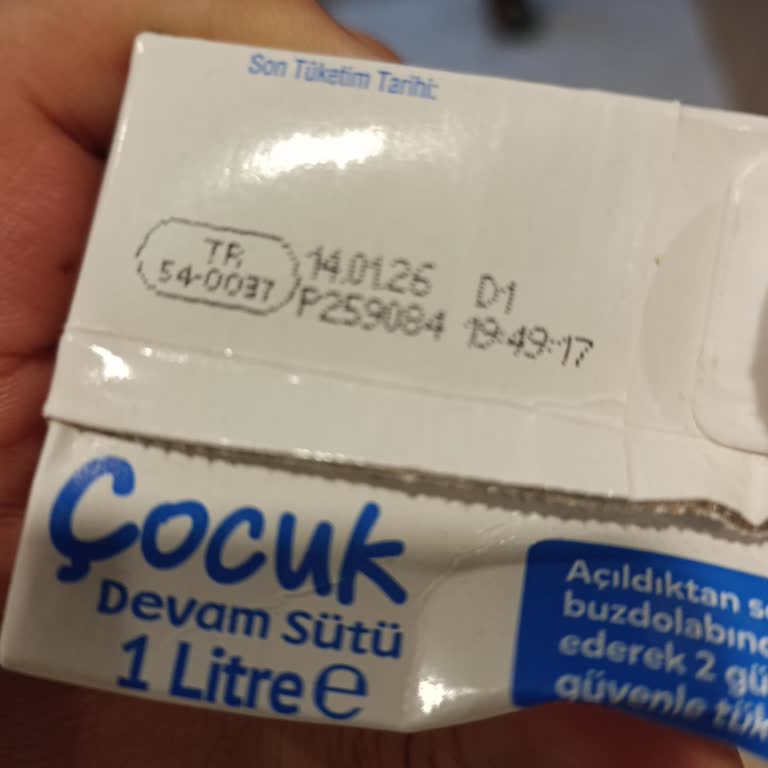 Son Tüketim Tarihi:
TR
54-0037
14.01.26 D1
P259084 19:49:17
Çocuk
Devam Sütü
1 Litre e
Açıldıktan
buzdolabın
ederek 2
güvenle